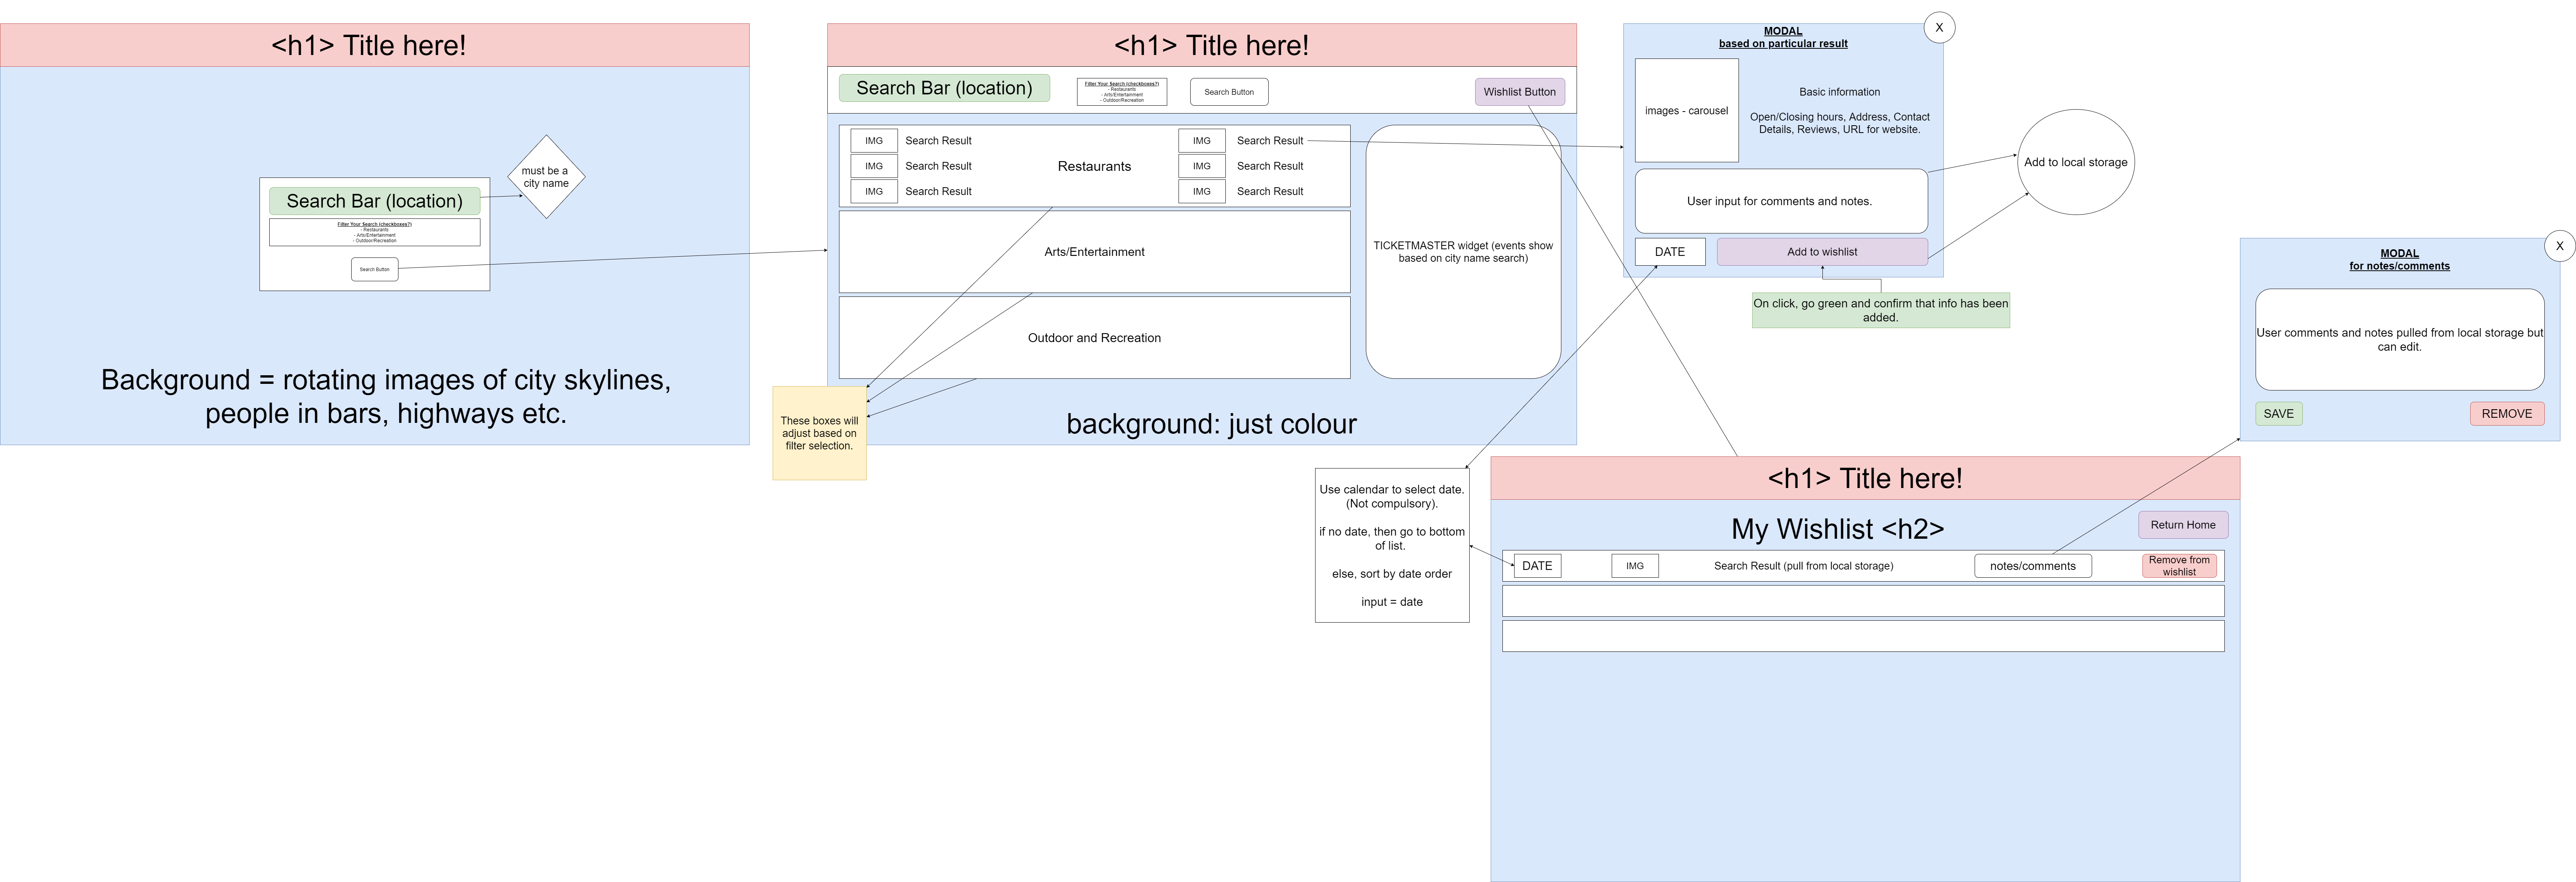 <h1> Title here!
Search Bar (location)
must be a
city name
Filter Your Search (checkboxes?)
- Restaurants
- Arts/Entertainment
- Outdoor/Recreation
Search Button
Background = rotating images of city skylines,
people in bars, highways etc.
<h1> Title here!
Search Bar (location)
Filter Your Search (checkboxes?)
- Restaurants
- Arts/Entertainment
- Outdoor/Recreation
Search Button
Wishlist Button
IMG
Search Result
IMG
Search Result
IMG
Search Result
Restaurants
IMG
Search Result
IMG
Search Result
IMG
Search Result
Arts/Entertainment
Outdoor and Recreation
TICKETMASTER widget (events show
based on city name search)
These boxes will
adjust based on
filter selection.
background: just colour
MODAL
based on particular result
X
images - carousel
Basic information
Open/Closing hours, Address, Contact
Details, Reviews, URL for website.
User input for comments and notes.
DATE
Add to wishlist
Add to local storage
On click, go green and confirm that info has been
added.
Use calendar to select date.
(Not compulsory).
if no date, then go to bottom
of list.
else, sort by date order
input = date
<h1> Title here!
My Wishlist <h2>
Return Home
DATE
IMG
Search Result (pull from local storage)
notes/comments
Remove from
wishlist
MODAL
for notes/comments
X
User comments and notes pulled from local storage but
can edit.
SAVE
REMOVE